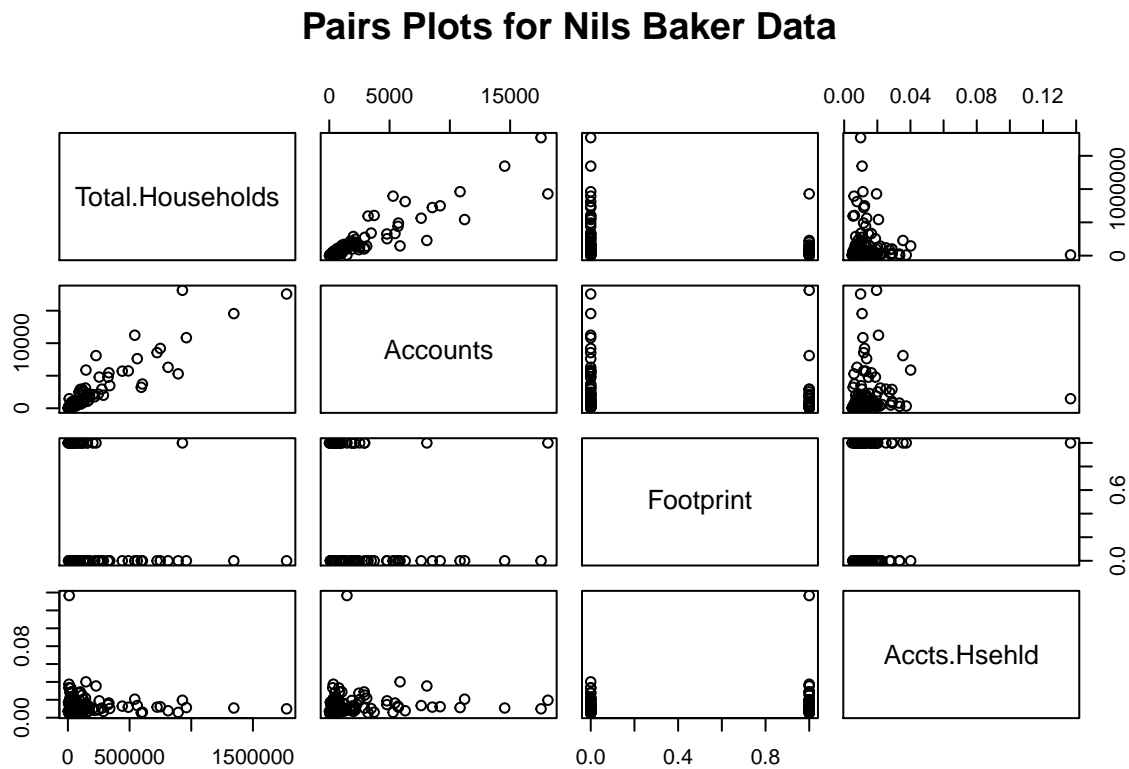 Pairs Plots for Nils Baker Data
0 5000 15000
0.00 0.04 0.08 0.12
Total.Households
0 1000000
0 10000
Accounts
Footprint
0.0 0.6
0.00 0.08
Accts.Hsehld
0 500000 1500000
0.0 0.4 0.8